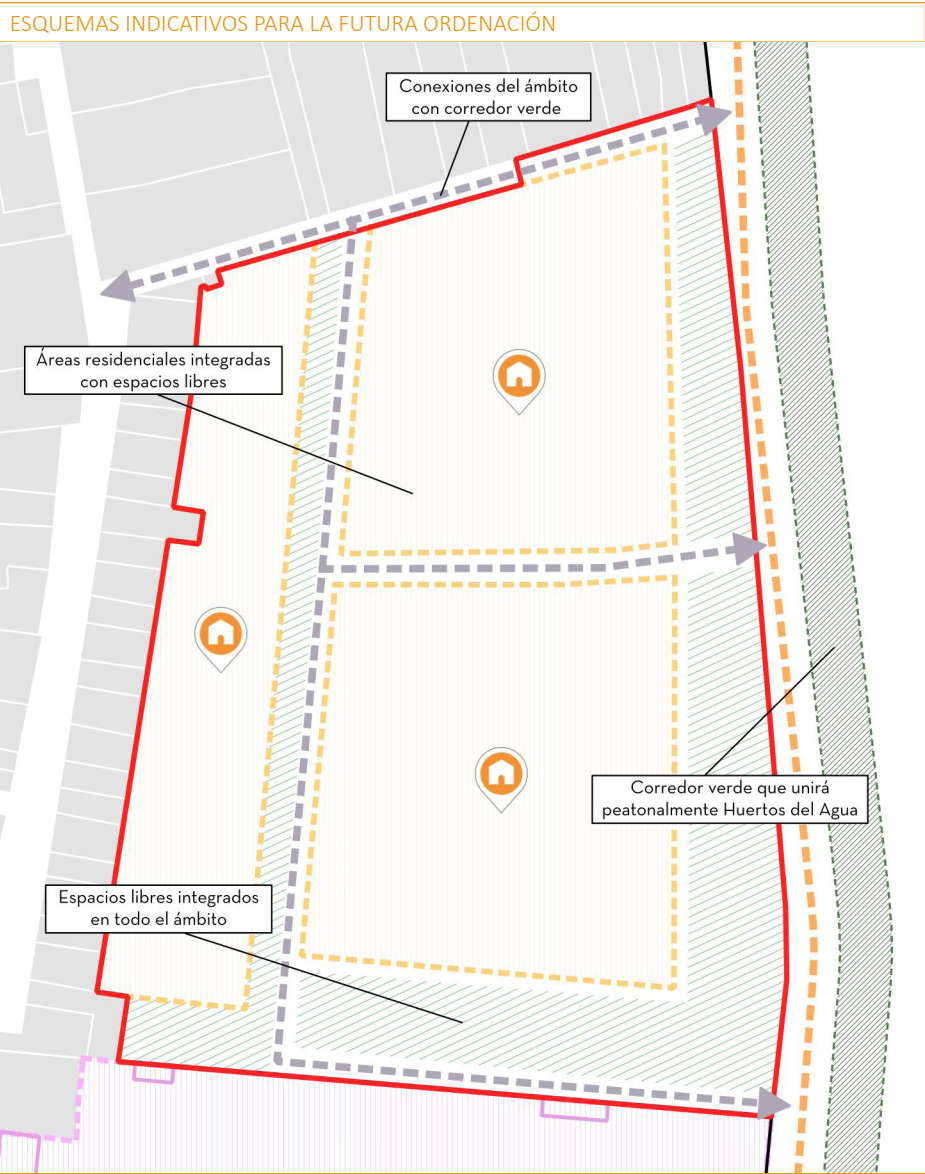 ESQUEMAS INDICATIVOS PARA LA FUTURA ORDENACIÓN
Conexiones del ámbito
con corredor verde
Áreas residenciales integradas
con espacios libres
Corredor verde que unirá
peatonalmente Huertos del Agua
Espacios libres integrados
en todo el ámbito